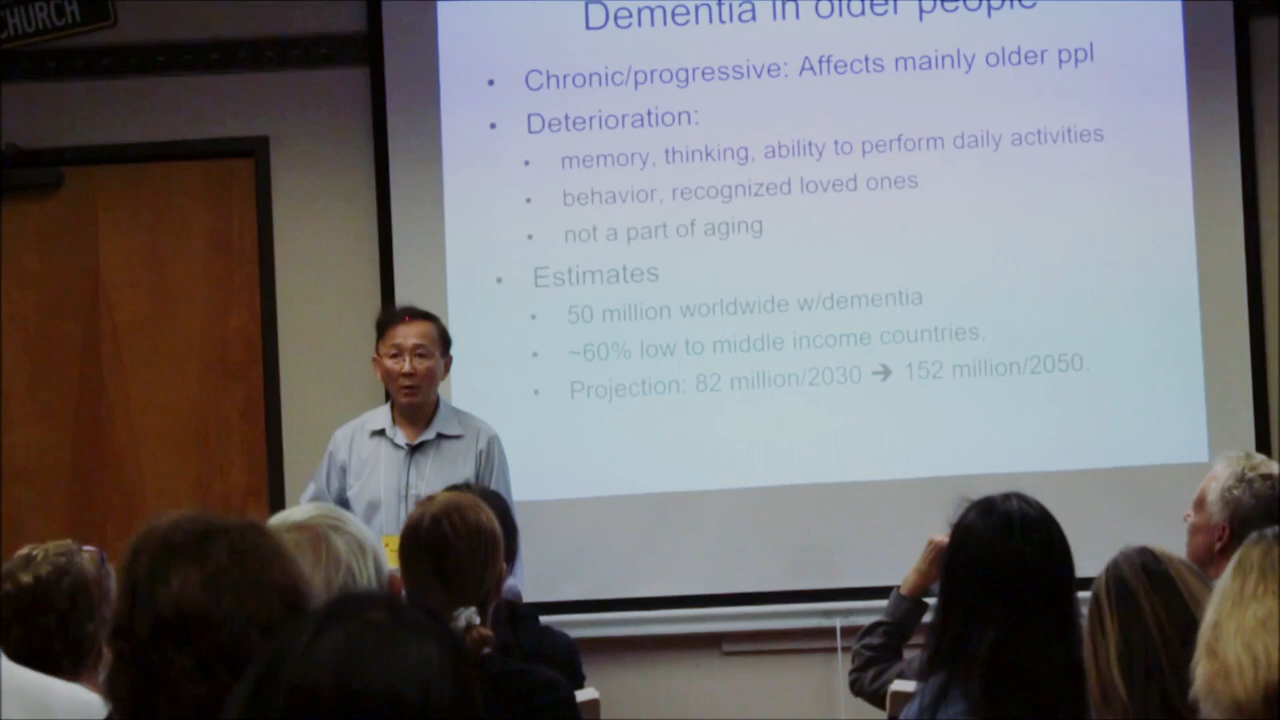 CHURCH
Dementia in older people
• Chronic/progressive: Affects mainly older ppl
• Deterioration:
• memory, thinking, ability to perform daily activities
• behavior, recognized loved ones
• not a part of aging
• Estimates
• 50 million worldwide w/dementia
• ~60% low to middle income countries.
• Projection: 82 million/2030 ➔ 152 million/2050.